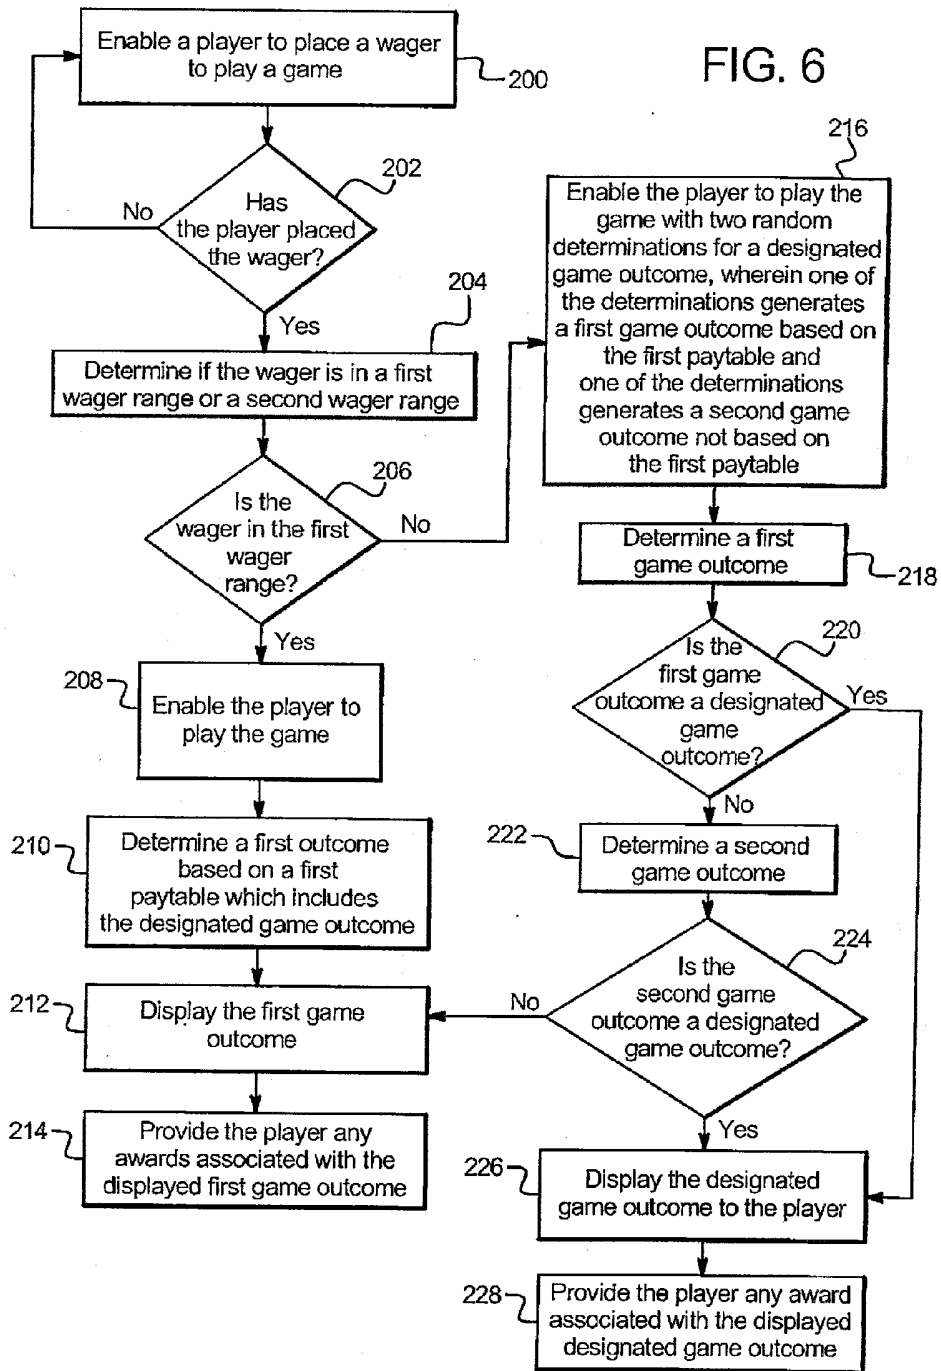 Enable a player to place a wager
to play a game
200
FIG. 6
202
Has
the player placed
the wager?
No
Yes
204
Determine if the wager is in a first
wager range or a second wager range
206
Is the
wager in the first
wager
range?
No
Yes
208
Enable the player to
play the game
210
Determine a first outcome
based on a first
paytable which includes
the designated game outcome
212
Display the first game
outcome
214
Provide the player any
awards associated with the
displayed first game outcome
216
Enable the player to play the
game with two random
determinations for a designated
game outcome, wherein one of
the determinations generates
a first game outcome based on
the first paytable and
one of the determinations
generates a second game
outcome not based on
the first paytable
Determine a first
game outcome
218
220
Is the
first game
outcome a designated
game
outcome?
Yes
No
222
Determine a second
game outcome
224
Is the
second game
outcome a designated
game outcome?
No
Yes
226
Display the designated
game outcome to the player
228
Provide the player any award
associated with the displayed
designated game outcome